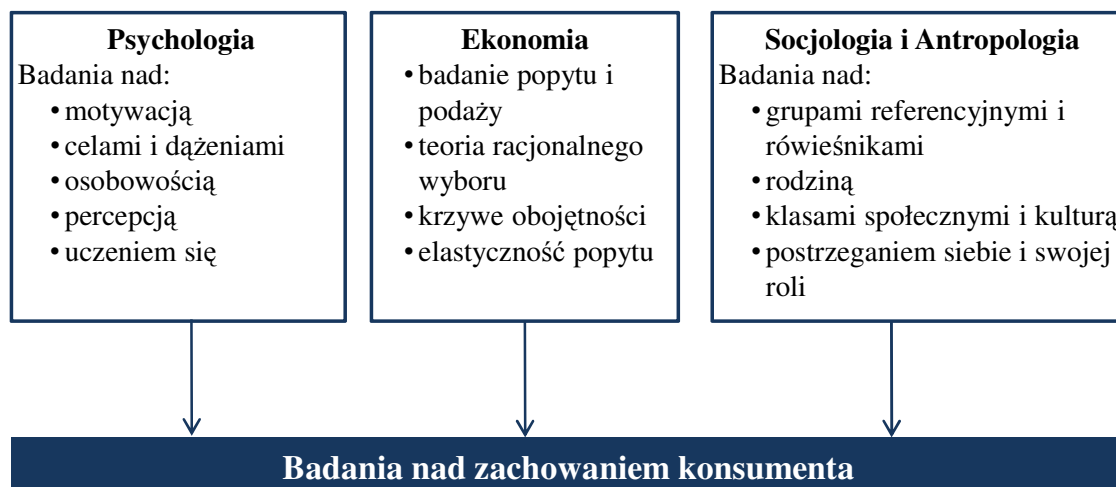 Psychologia
Badania nad:
• motywacją
• celami i dążeniami
• osobowością
• percepcją
• uczeniem się
Ekonomia
• badanie popytu i
podaży
• teoria racjonalnego
wyboru
• krzywe obojętności
• elastyczność popytu
Socjologia i Antropologia
Badania nad:
• grupami referencyjnymi i
rówieśnikami
• rodziną
• klasami społecznymi i kulturą
• postrzeganiem siebie i swojej
roli
Badania nad zachowaniem konsumenta